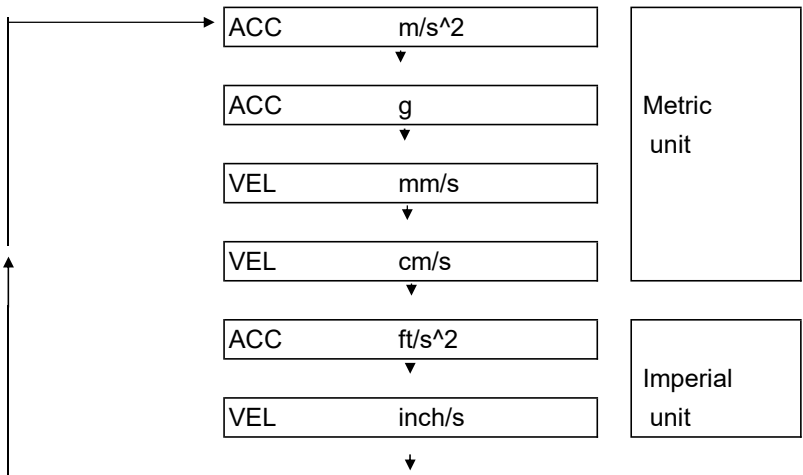 ACC m/s^2
ACC g
Metric
unit
VEL mm/s
VEL cm/s
ACC ft/s^2
Imperial
unit
VEL inch/s